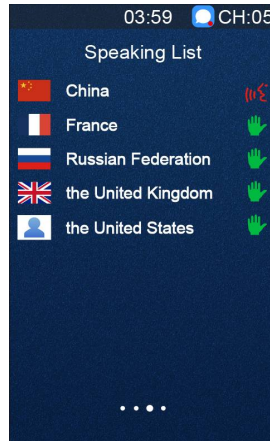 03:59 CH:05
Speaking List
China
France
Russian Federation
the United Kingdom
the United States